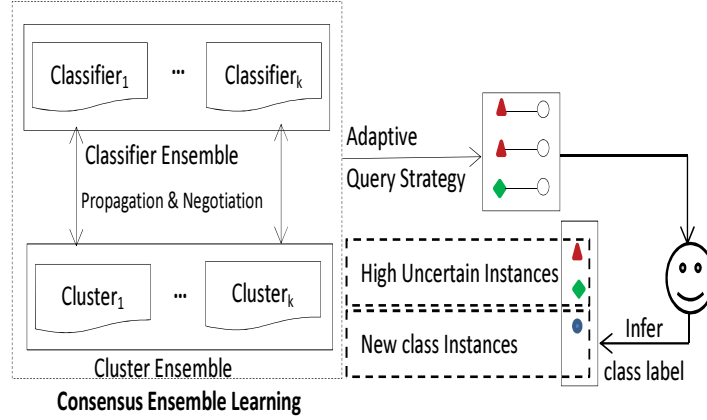 Classifier1 ... Classifierk
Classifier Ensemble
Propagation & Negotiation
Cluster1 ... Clusterk
Cluster Ensemble
Consensus Ensemble Learning
Adaptive
Query Strategy
High Uncertain Instances
New class Instances
Infer
class label